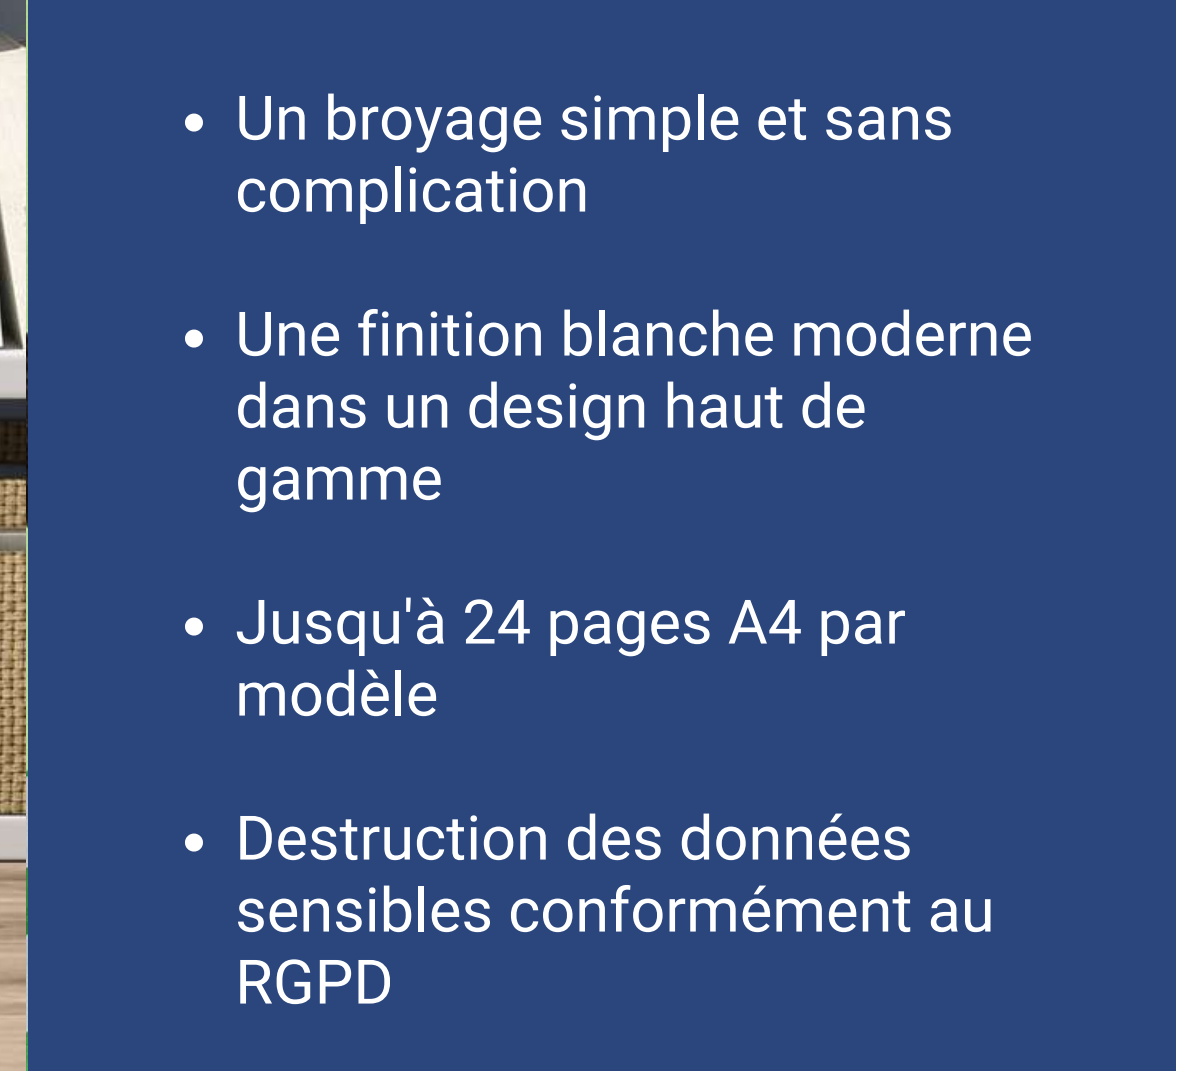 • Un broyage simple et sans
complication
• Une finition blanche moderne
dans un design haut de
gamme
• Jusqu'à 24 pages A4 par
modèle
• Destruction des données
sensibles conformément au
RGPD